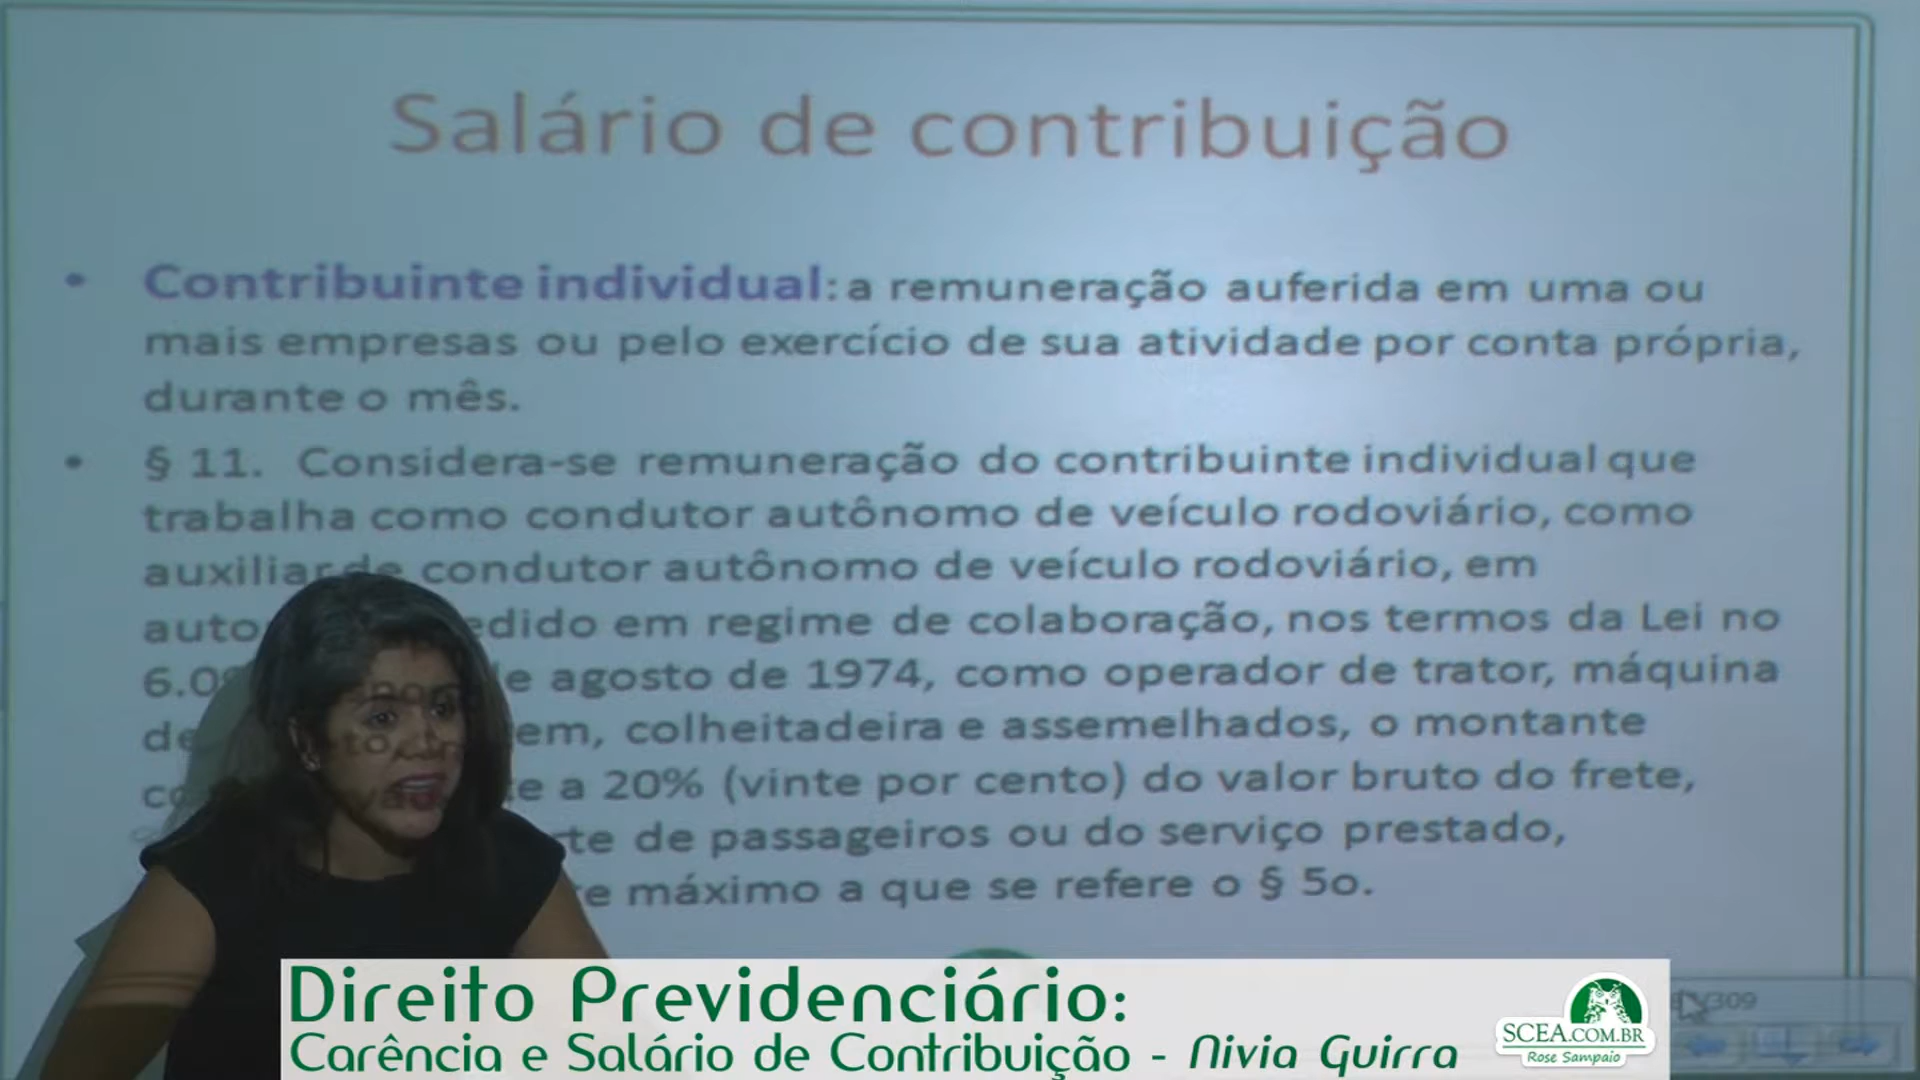 Salário de contribuição
• Contribuinte individual: a remuneração auferida em uma ou
mais empresas ou pelo exercício de sua atividade por conta própria,
durante o mês.
• § 11. Considera-se remuneração do contribuinte individual que
trabalha como condutor autônomo de veículo rodoviário, como
auxiliar de condutor autônomo de veículo rodoviário, em
em regime de colaboração, nos termos da Lei no
agosto de 1974, como operador de trator, máquina
colheitadeira e assemelhados, o montante
a 20% (vinte por cento) do valor bruto do frete,
de passageiros ou do serviço prestado,
máximo a que se refere o § 5o.
Direito Previdenciário:
Carência e Salário de Contribuição - Nivia Guirra
SCEA.COM.BR
Rose Sampaio